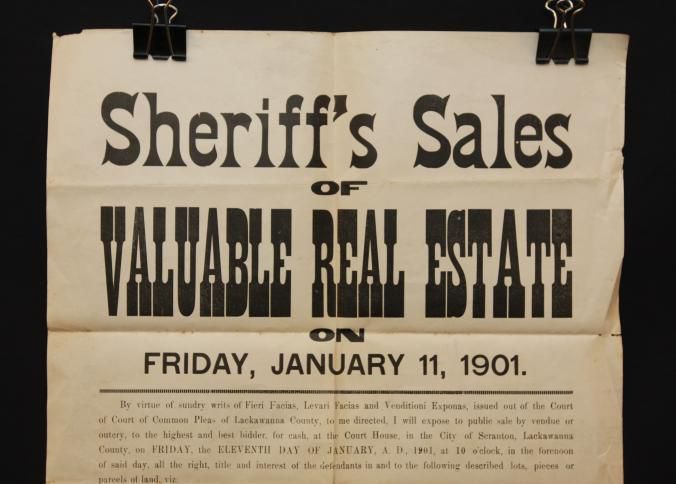 Sheriff's Sales
OF
VALUABLE REAL ESTATE
ON
FRIDAY, JANUARY 11, 1901.
By virtue of sundry writs of Fieri Facias, Levari Facias and Venditioni Exponas, issued out of the Court
of Court of Common Pleas of Lackawanna County, to me directed, I will expose to public sale by vendue or
outcry, to the highest and best bidder, for cash, at the Court House, in the City of Scranton, Lackawanna
County, on FRIDAY, the ELEVENTH DAY OF JANUARY, A. D., 1901, at 10 o'clock, in the forenoon
of said day, all the right, title and interest of the defendants in and to the following described lots, pieces or
parcels of land, viz: